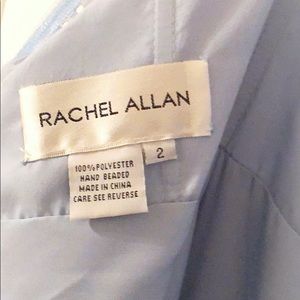 RACHEL ALLAN
2
100% POLYESTER
HAND BEADED
MADE IN CHINA
CARE SEE REVERSE